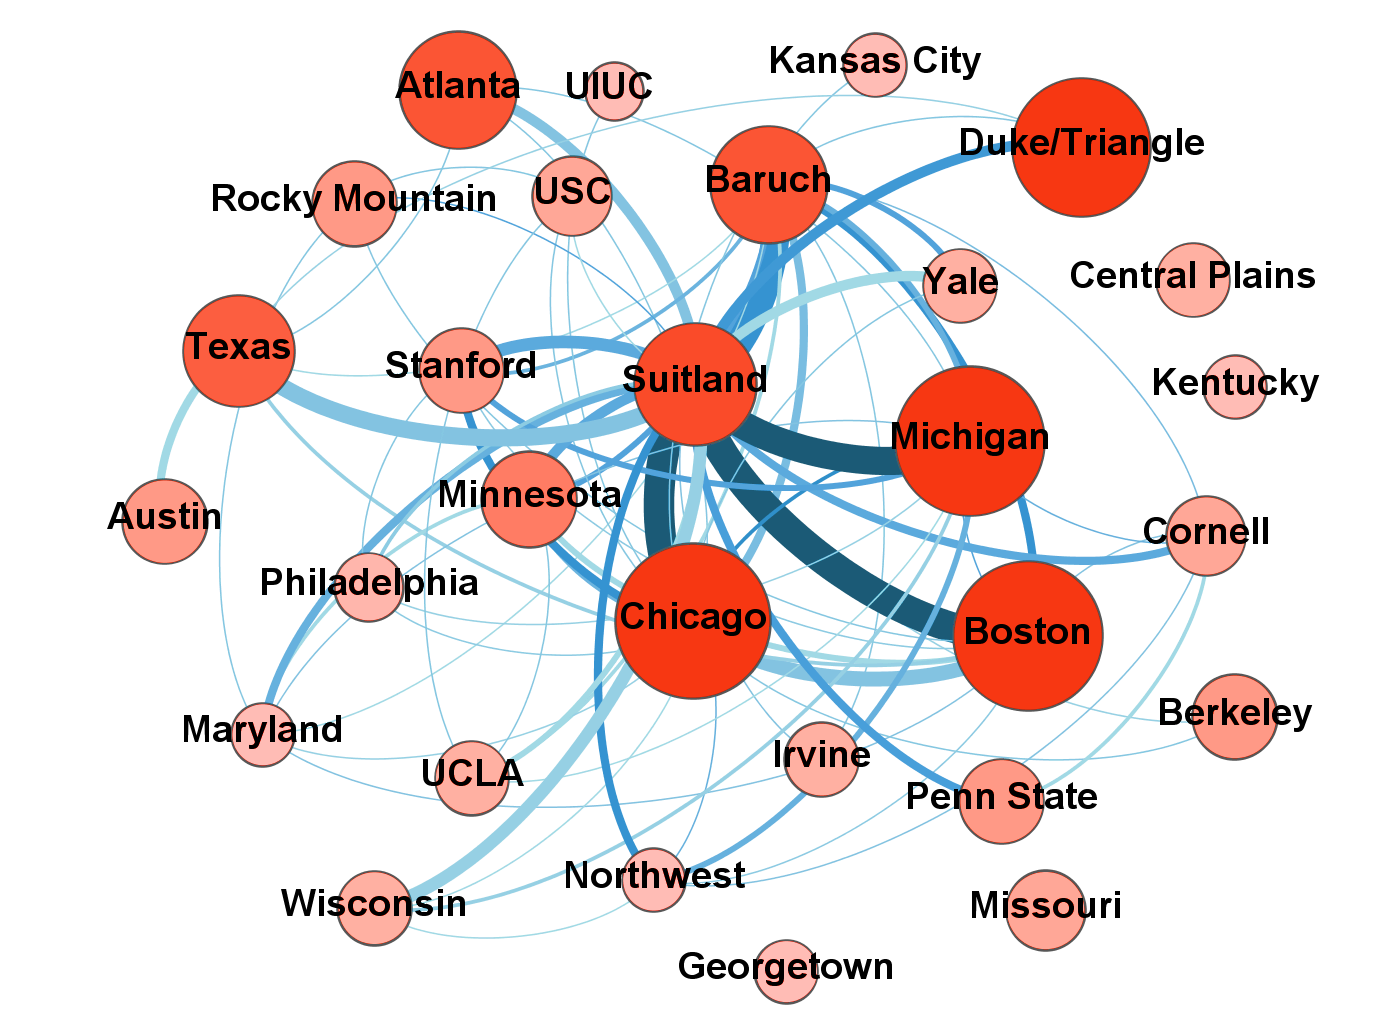 Kansas City
Atlanta
UIUC
Duke/Triangle
Baruch
USC
Rocky Mountain
Central Plains
Yale
Texas
Stanford
Suitland
Kentucky
Michigan
Minnesota
Austin
Cornell
Philadelphia
Chicago
Boston
Berkeley
Maryland
Irvine
UCLA
Penn State
Northwest
Wisconsin
Missouri
Georgetown